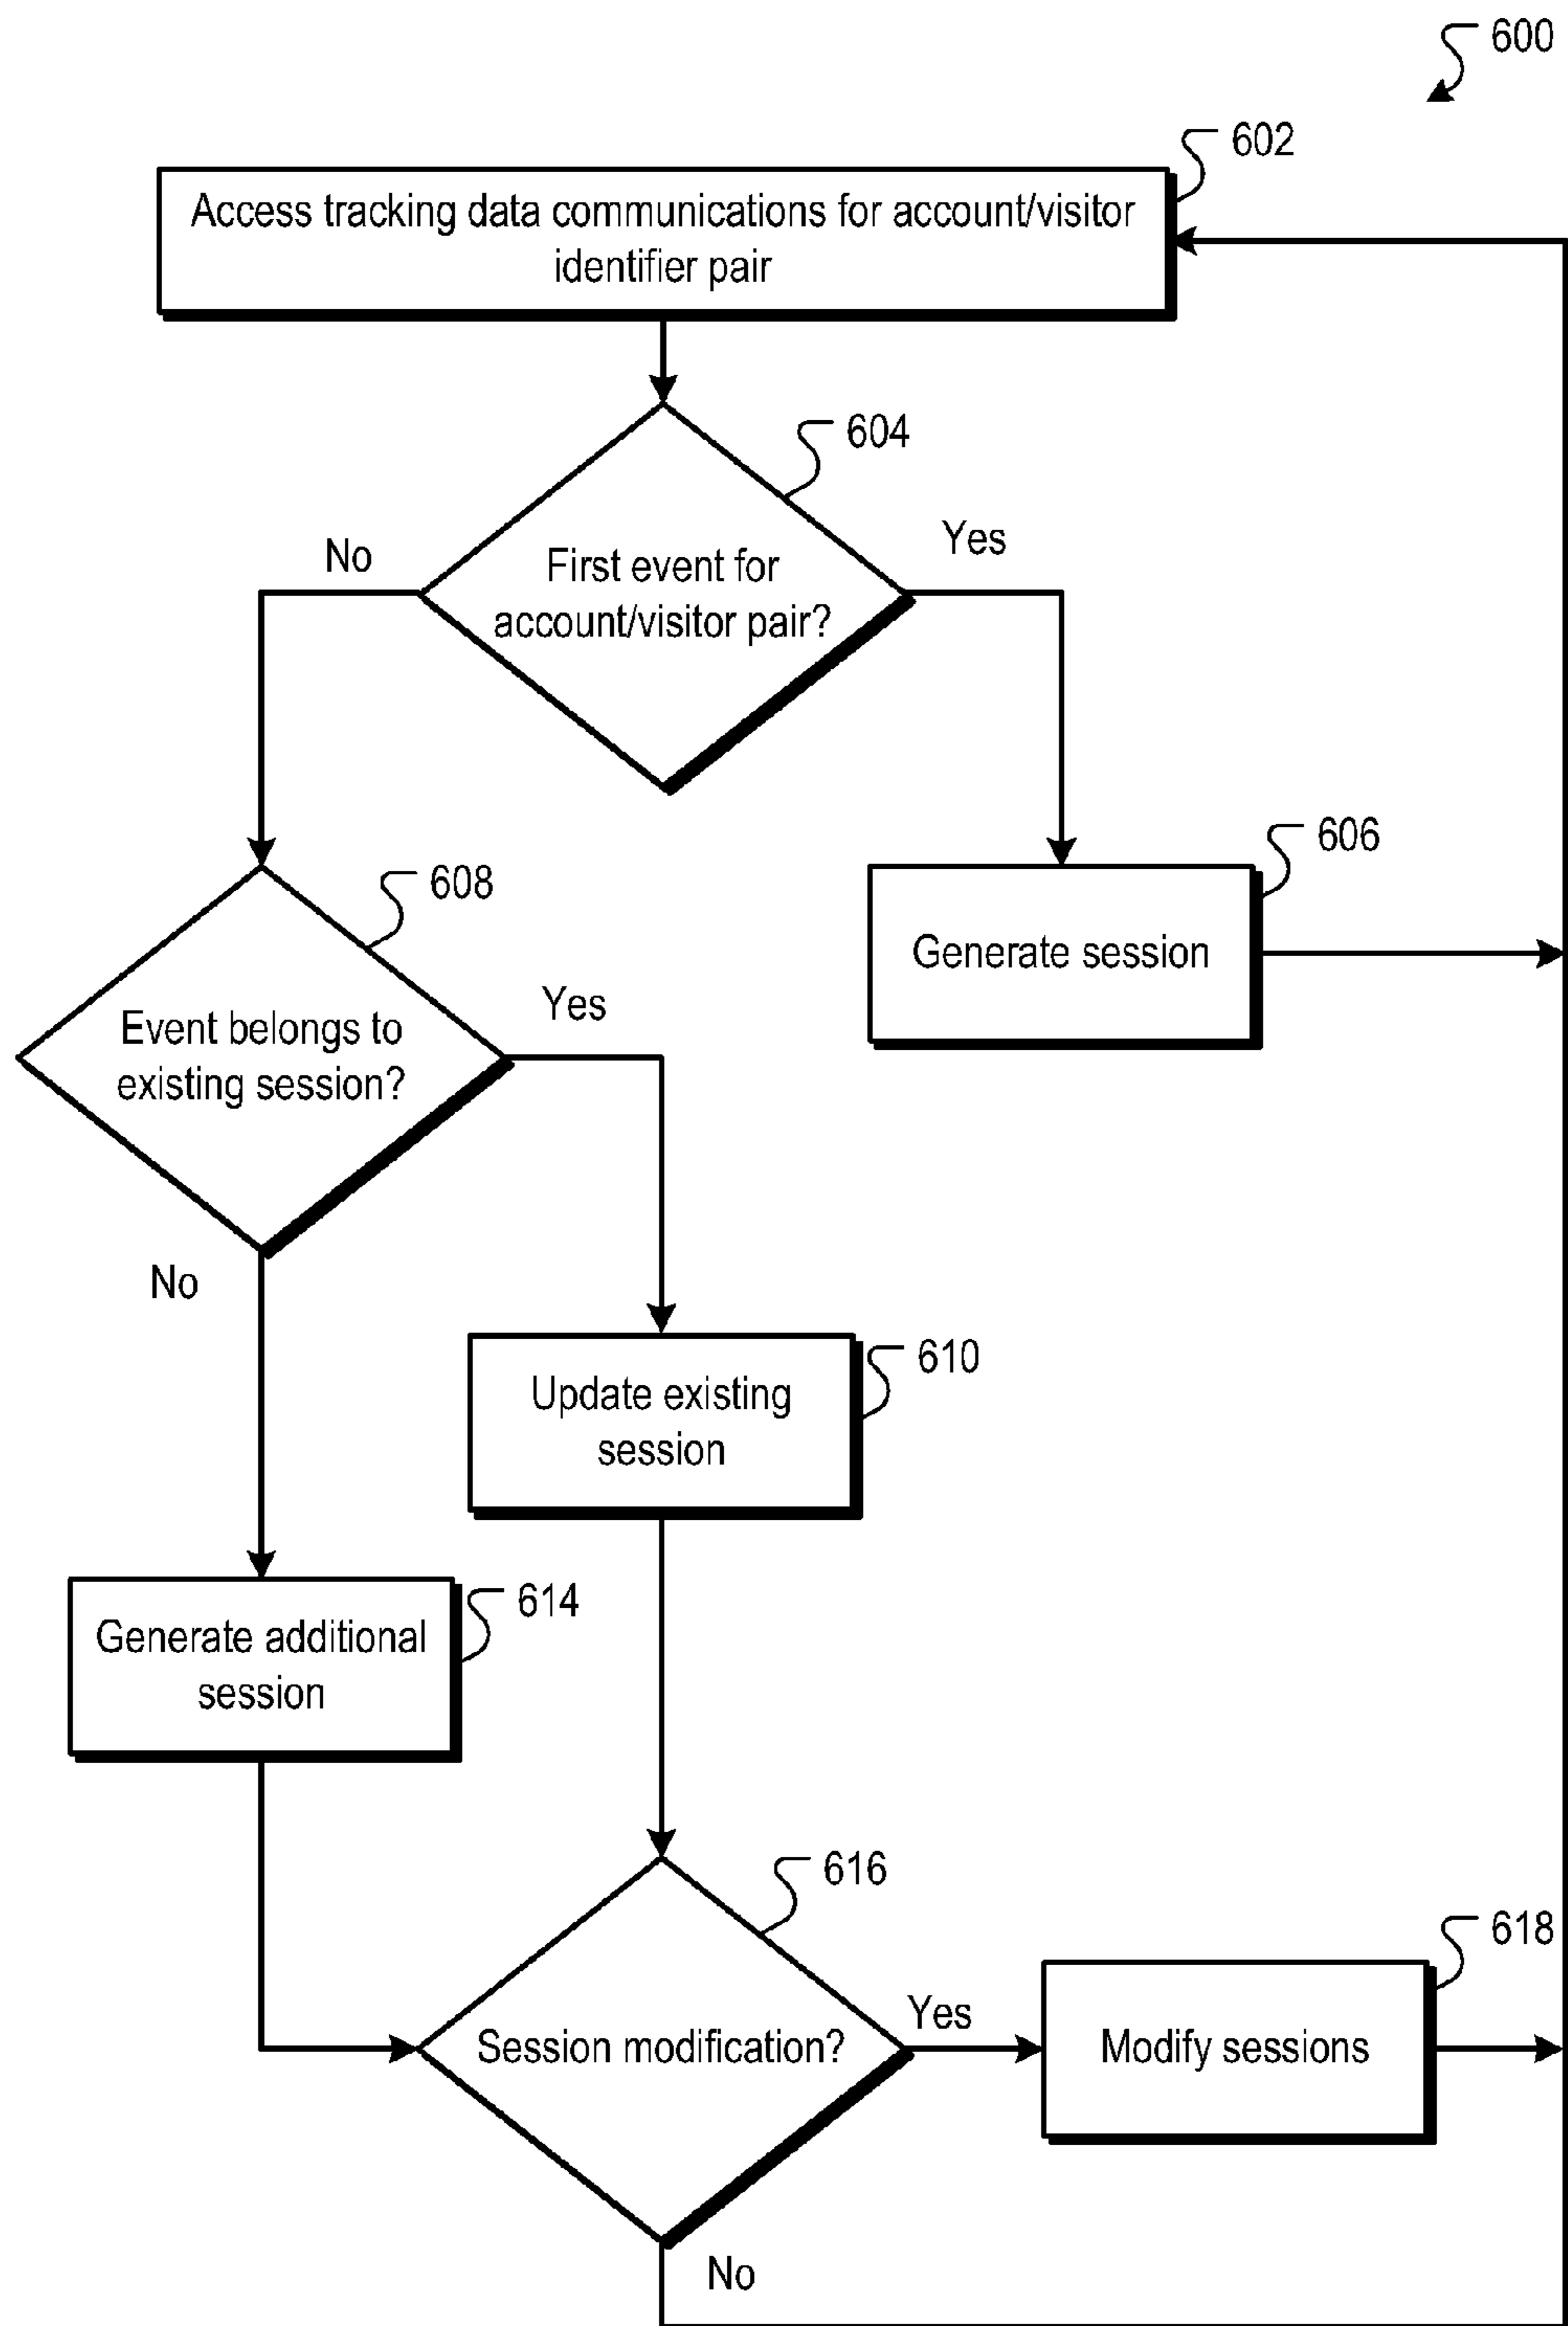 600
602
Access tracking data communications for account/visitor
identifier pair
604
No
Yes
First event for
account/visitor pair?
606
608
Generate session
Yes
Event belongs to
existing session?
No
610
Update existing
session
614
Generate additional
session
616
618
Yes
Session modification?
Modify sessions
No